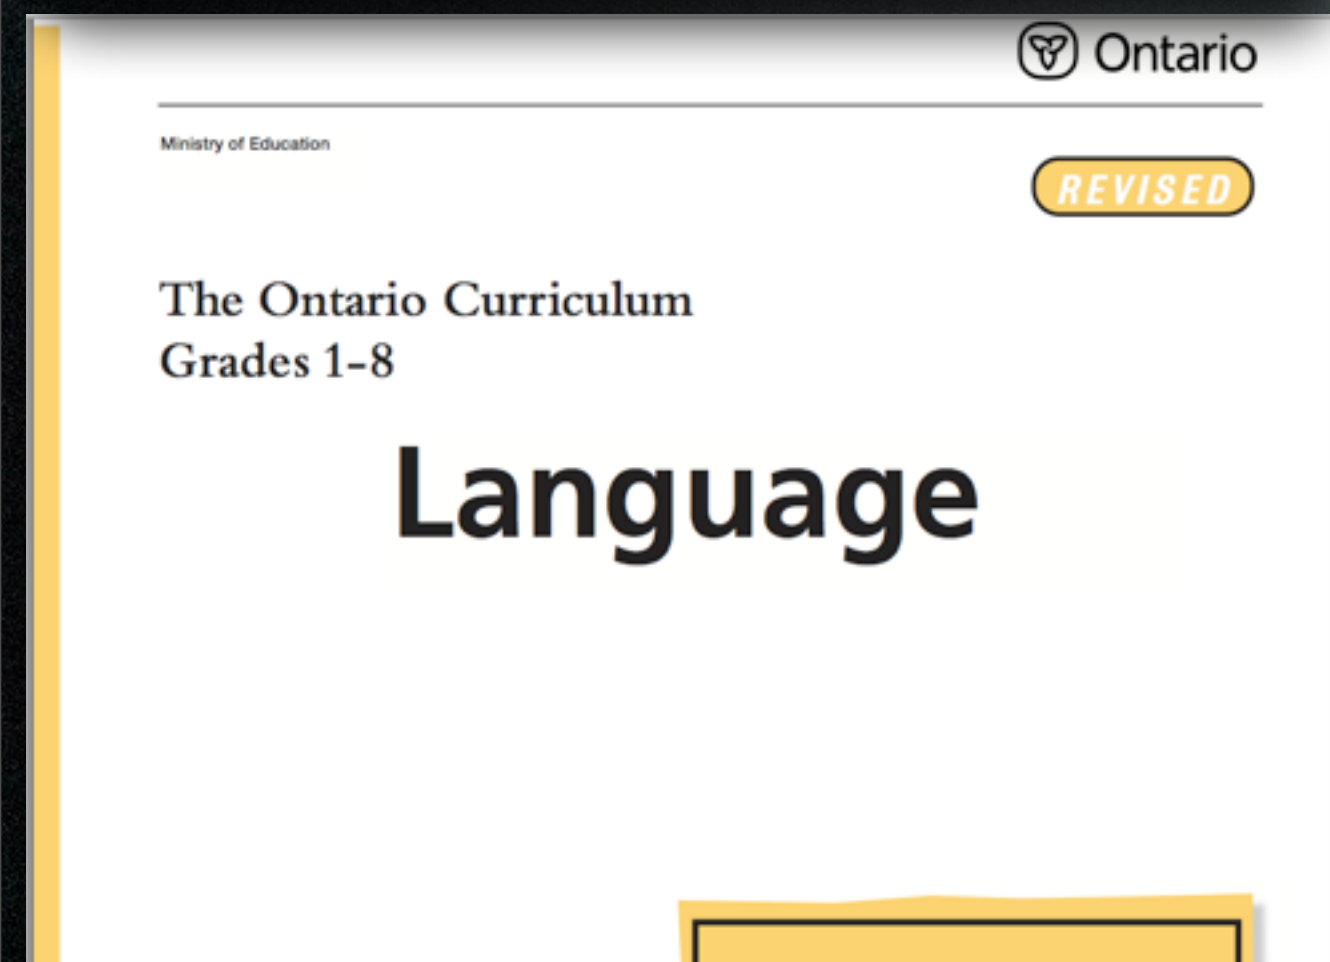 Ontario
Ministry of Education
REVISED
The Ontario Curriculum
Grades 1–8
Language